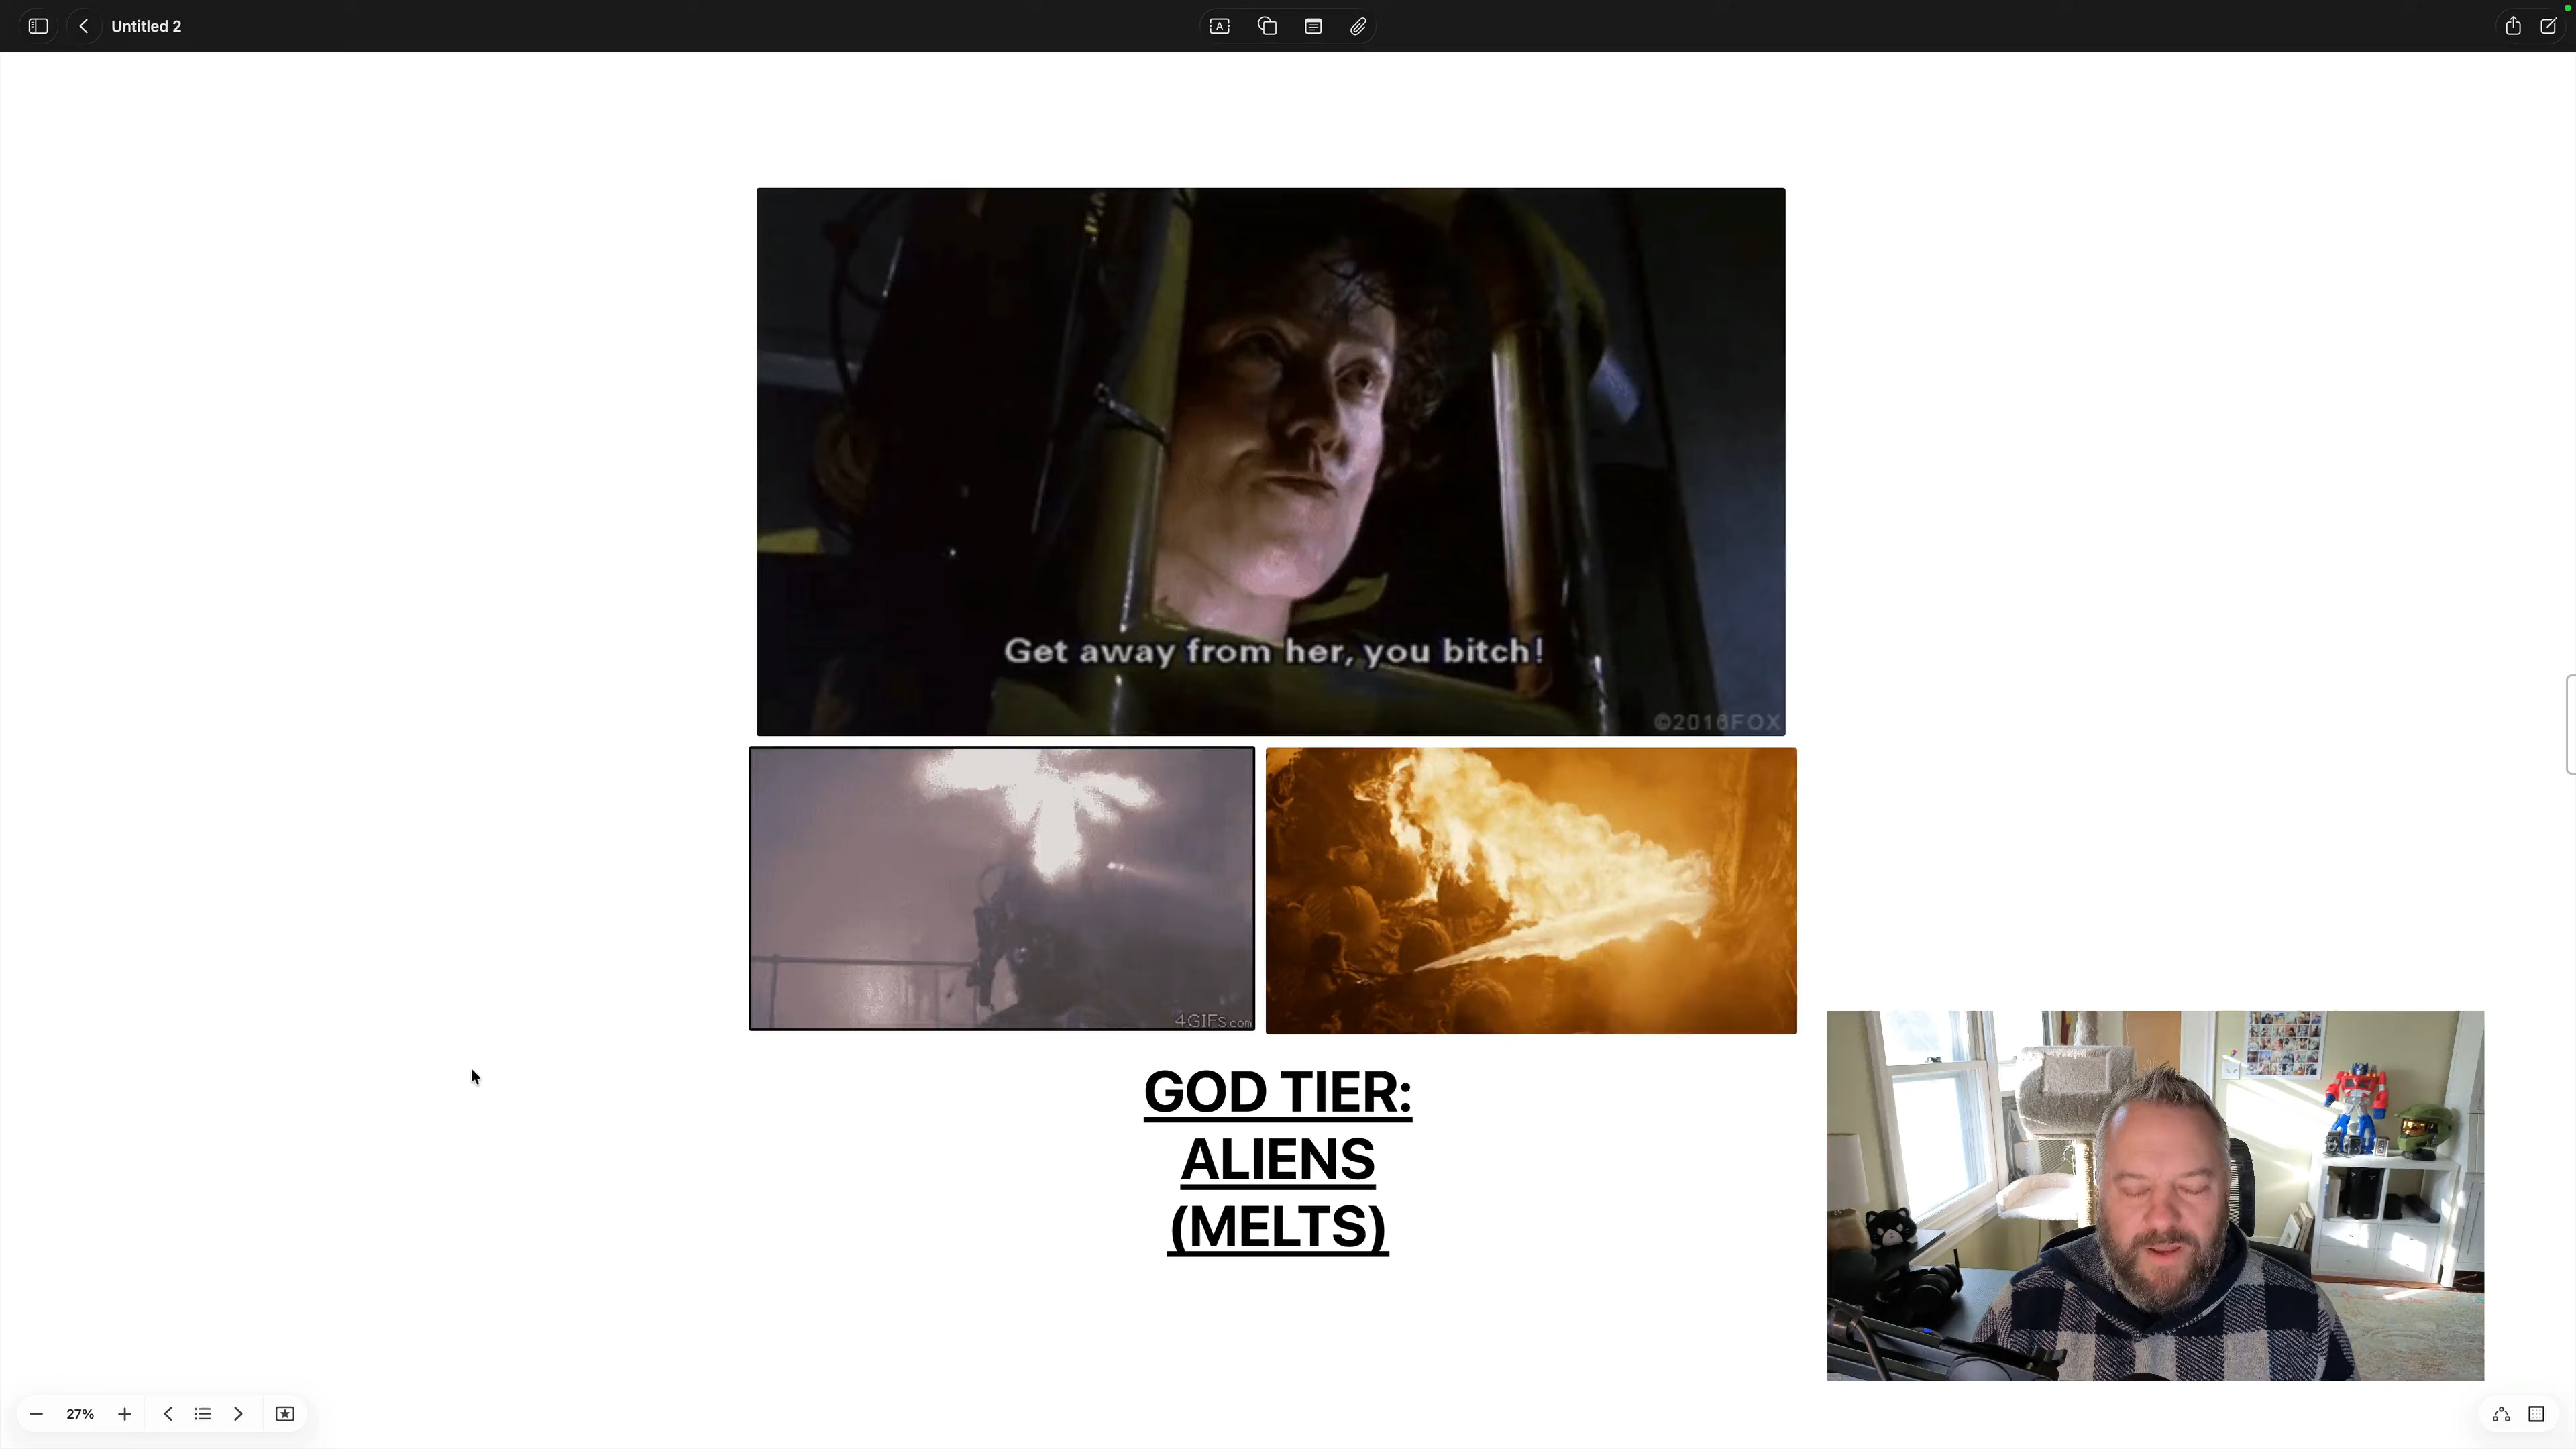 Untitled 2
Get away from her, you bitch!
©2016FOX
4GIFs.com
GOD TIER:
ALIENS
(MELTS)
27%